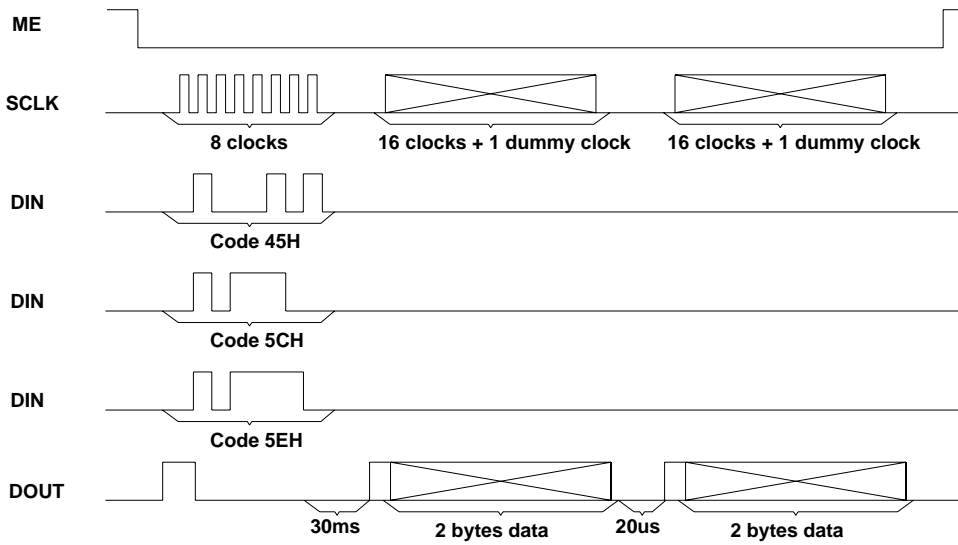 ME
SCLK
8 clocks
16 clocks + 1 dummy clock
16 clocks + 1 dummy clock
DIN
Code 45H
DIN
Code 5CH
DIN
Code 5EH
DOUT
30ms
2 bytes data
20us
2 bytes data